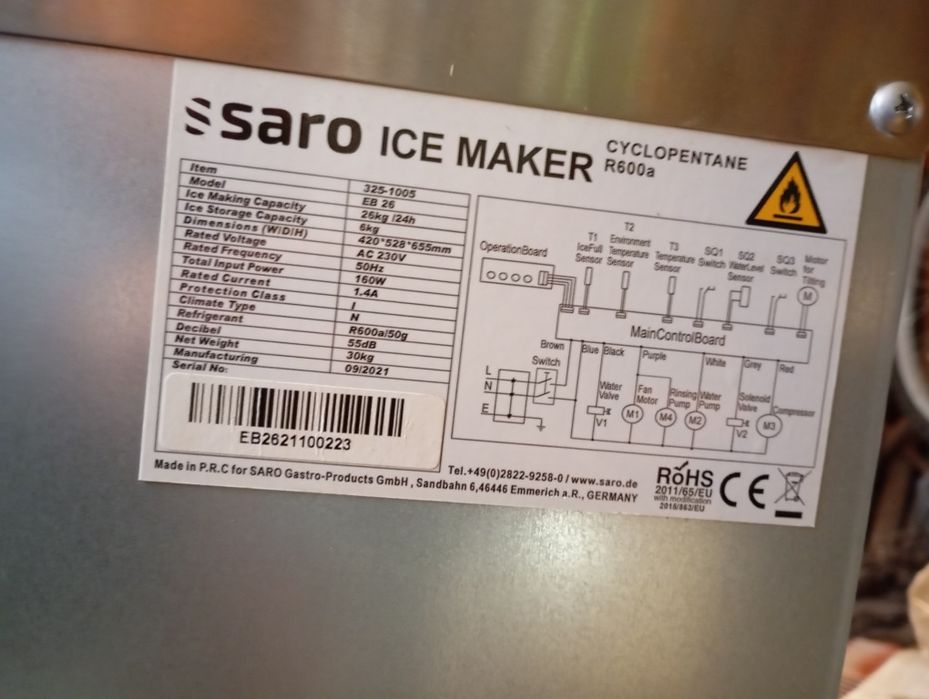 saro ICE MAKER
CYCLOPENTANE
R600a
Item 325-1005
Model EB 26
Ice Making Capacity 26kg /24h
Ice Storage Capacity 6kg
Dimensions (W|D|H) 420*528*655mm
Rated Voltage AC 230V
Rated Frequency 50Hz
Total Input Power 160W
Rated Current 1.4A
Protection Class I
Climate Type N
Refrigerant R600a/50g
Decibel 55dB
Net Weight 30kg
Manufacturing 09/2021
Serial No:
EB2621100223
OperationBoard
T1 IceFull Sensor
T2 Environment Temperature Sensor
T3 Temperature Sensor
SQ1 Switch
SQ2 WaterLevel Sensor
SQ3 Switch
Motor for Tilting
M
MainControlBoard
Brown Blue Black Purple White Grey Red
Switch
L
N
E
Water Valve V1
Fan Motor M1
Rinsing Pump M4
Water Pump M2
Solenoid Valve V2
Compressor M3
Made in P.R.C for SARO Gastro-Products GmbH , Sandbahn 6,46446 Emmerich a.R., GERMANY
Tel.+49(0)2822-9258-0 / www.saro.de
RoHS
2011/65/EU
with modification
2015/863/EU
CE